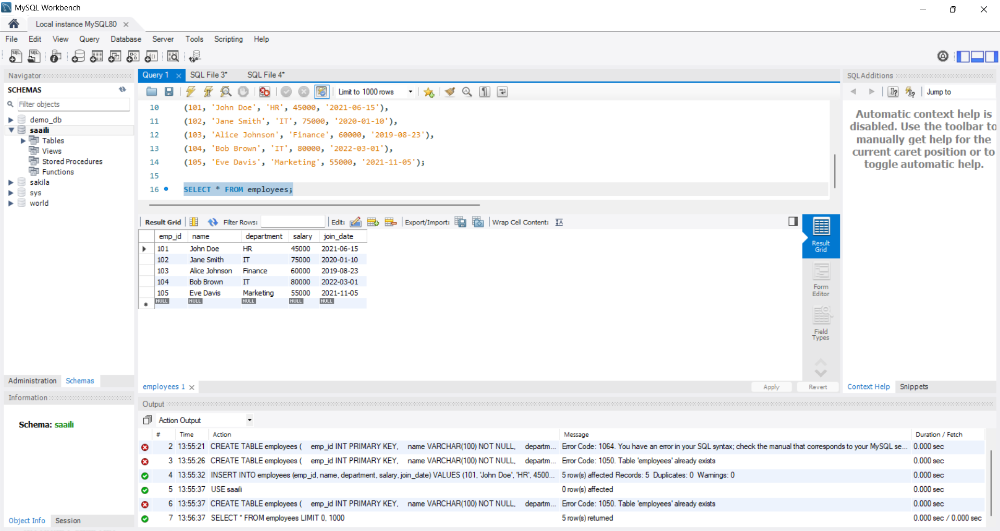 MySQL Workbench
Local instance MySQL80
File Edit View Query Database Server Tools Scripting Help
Navigator
SCHEMAS
Filter objects
demo_db
saaili
Tables
Views
Stored Procedures
Functions
sakila
sys
world
Administration Schemas
Information
Schema: saaili
Object Info Session
Query 1 SQL File 3* SQL File 4*
Limit to 1000 rows
10 (101, 'John Doe', 'HR', 45000, '2021-06-15'),
11 (102, 'Jane Smith', 'IT', 75000, '2020-01-10'),
12 (103, 'Alice Johnson', 'Finance', 60000, '2019-08-23'),
13 (104, 'Bob Brown', 'IT', 80000, '2022-03-01'),
14 (105, 'Eve Davis', 'Marketing', 55000, '2021-11-05');
15
16 SELECT * FROM employees;
Result Grid Filter Rows: Edit: Export/Import: Wrap Cell Content:
emp_id name department salary join_date
101 John Doe HR 45000 2021-06-15
102 Jane Smith IT 75000 2020-01-10
103 Alice Johnson Finance 60000 2019-08-23
104 Bob Brown IT 80000 2022-03-01
105 Eve Davis Marketing 55000 2021-11-05
NULL NULL NULL NULL NULL
Result
Grid
Form
Editor
Field
Types
employees 1
Apply Revert
SQLAdditions
Jump to
Automatic context help is
disabled. Use the toolbar to
manually get help for the
current caret position or to
toggle automatic help.
Context Help Snippets
Output
Action Output
# Time Action Message Duration / Fetch
2 13:55:21 CREATE TABLE employees ( emp_id INT PRIMARY KEY, name VARCHAR(100) NOT NULL, departm... Error Code: 1064. You have an error in your SQL syntax; check the manual that corresponds to your MySQL se... 0.000 sec
3 13:55:26 CREATE TABLE employees ( emp_id INT PRIMARY KEY, name VARCHAR(100) NOT NULL, departm... Error Code: 1050. Table 'employees' already exists 0.000 sec
4 13:55:32 INSERT INTO employees (emp_id, name, department, salary, join_date) VALUES (101, 'John Doe', 'HR', 4500... 5 row(s) affected Records: 5 Duplicates: 0 Warnings: 0 0.000 sec
5 13:55:37 USE saaili 0 row(s) affected 0.000 sec
6 13:55:37 CREATE TABLE employees ( emp_id INT PRIMARY KEY, name VARCHAR(100) NOT NULL, departm... Error Code: 1050. Table 'employees' already exists 0.000 sec
7 13:56:37 SELECT * FROM employees LIMIT 0, 1000 5 row(s) returned 0.000 sec / 0.000 sec